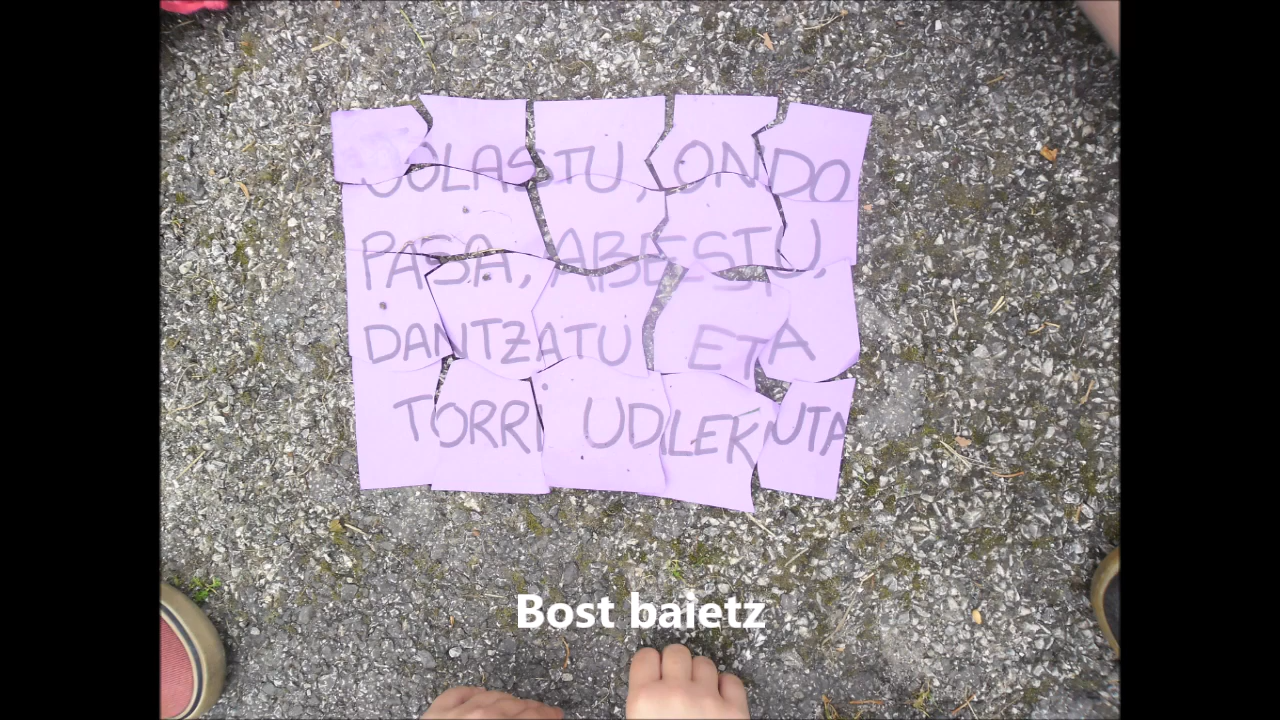 JOLASTU, ONDO
PASA, ABESTU,
DANTZATU ETA
TORRI UDLEKUTA
Bost baietz